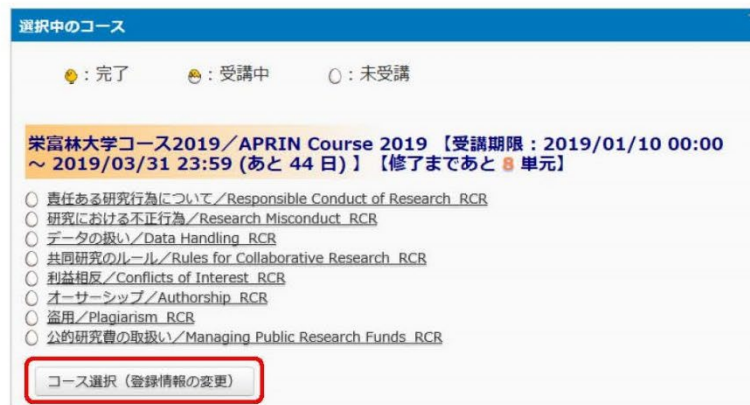 選択中のコース
：完了 ：受講中 ：未受講
栄富林大学コース2019／APRIN Course 2019 【受講期限：2019/01/10 00:00
～ 2019/03/31 23:59 (あと 44 日) 】【修了まであと 8 単元】
責任ある研究行為について／Responsible Conduct of Research_RCR
研究における不正行為／Research Misconduct_RCR
データの扱い／Data Handling_RCR
共同研究のルール／Rules for Collaborative Research_RCR
利益相反／Conflicts of Interest_RCR
オーサーシップ／Authorship_RCR
盗用／Plagiarism_RCR
公的研究費の取扱い／Managing Public Research Funds_RCR
コース選択（登録情報の変更）